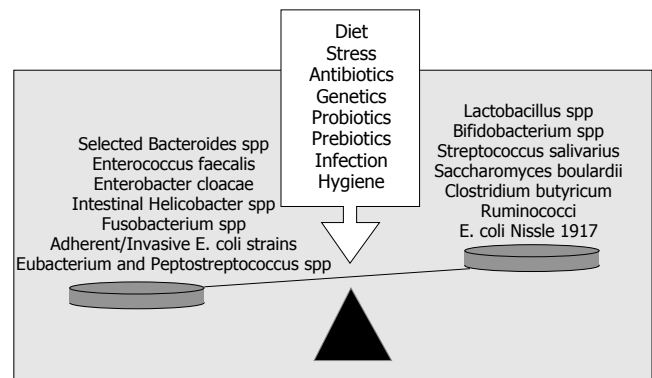 Diet
Stress
Antibiotics
Genetics
Probiotics
Prebiotics
Infection
Hygiene
Selected Bacteroides spp
Enterococcus faecalis
Enterobacter cloacae
Intestinal Helicobacter spp
Fusobacterium spp
Adherent/Invasive E. coli strains
Eubacterium and Peptostreptococcus spp
Lactobacillus spp
Bifidobacterium spp
Streptococcus salivarius
Saccharomyces boulardii
Clostridium butyricum
Ruminococci
E. coli Nissle 1917